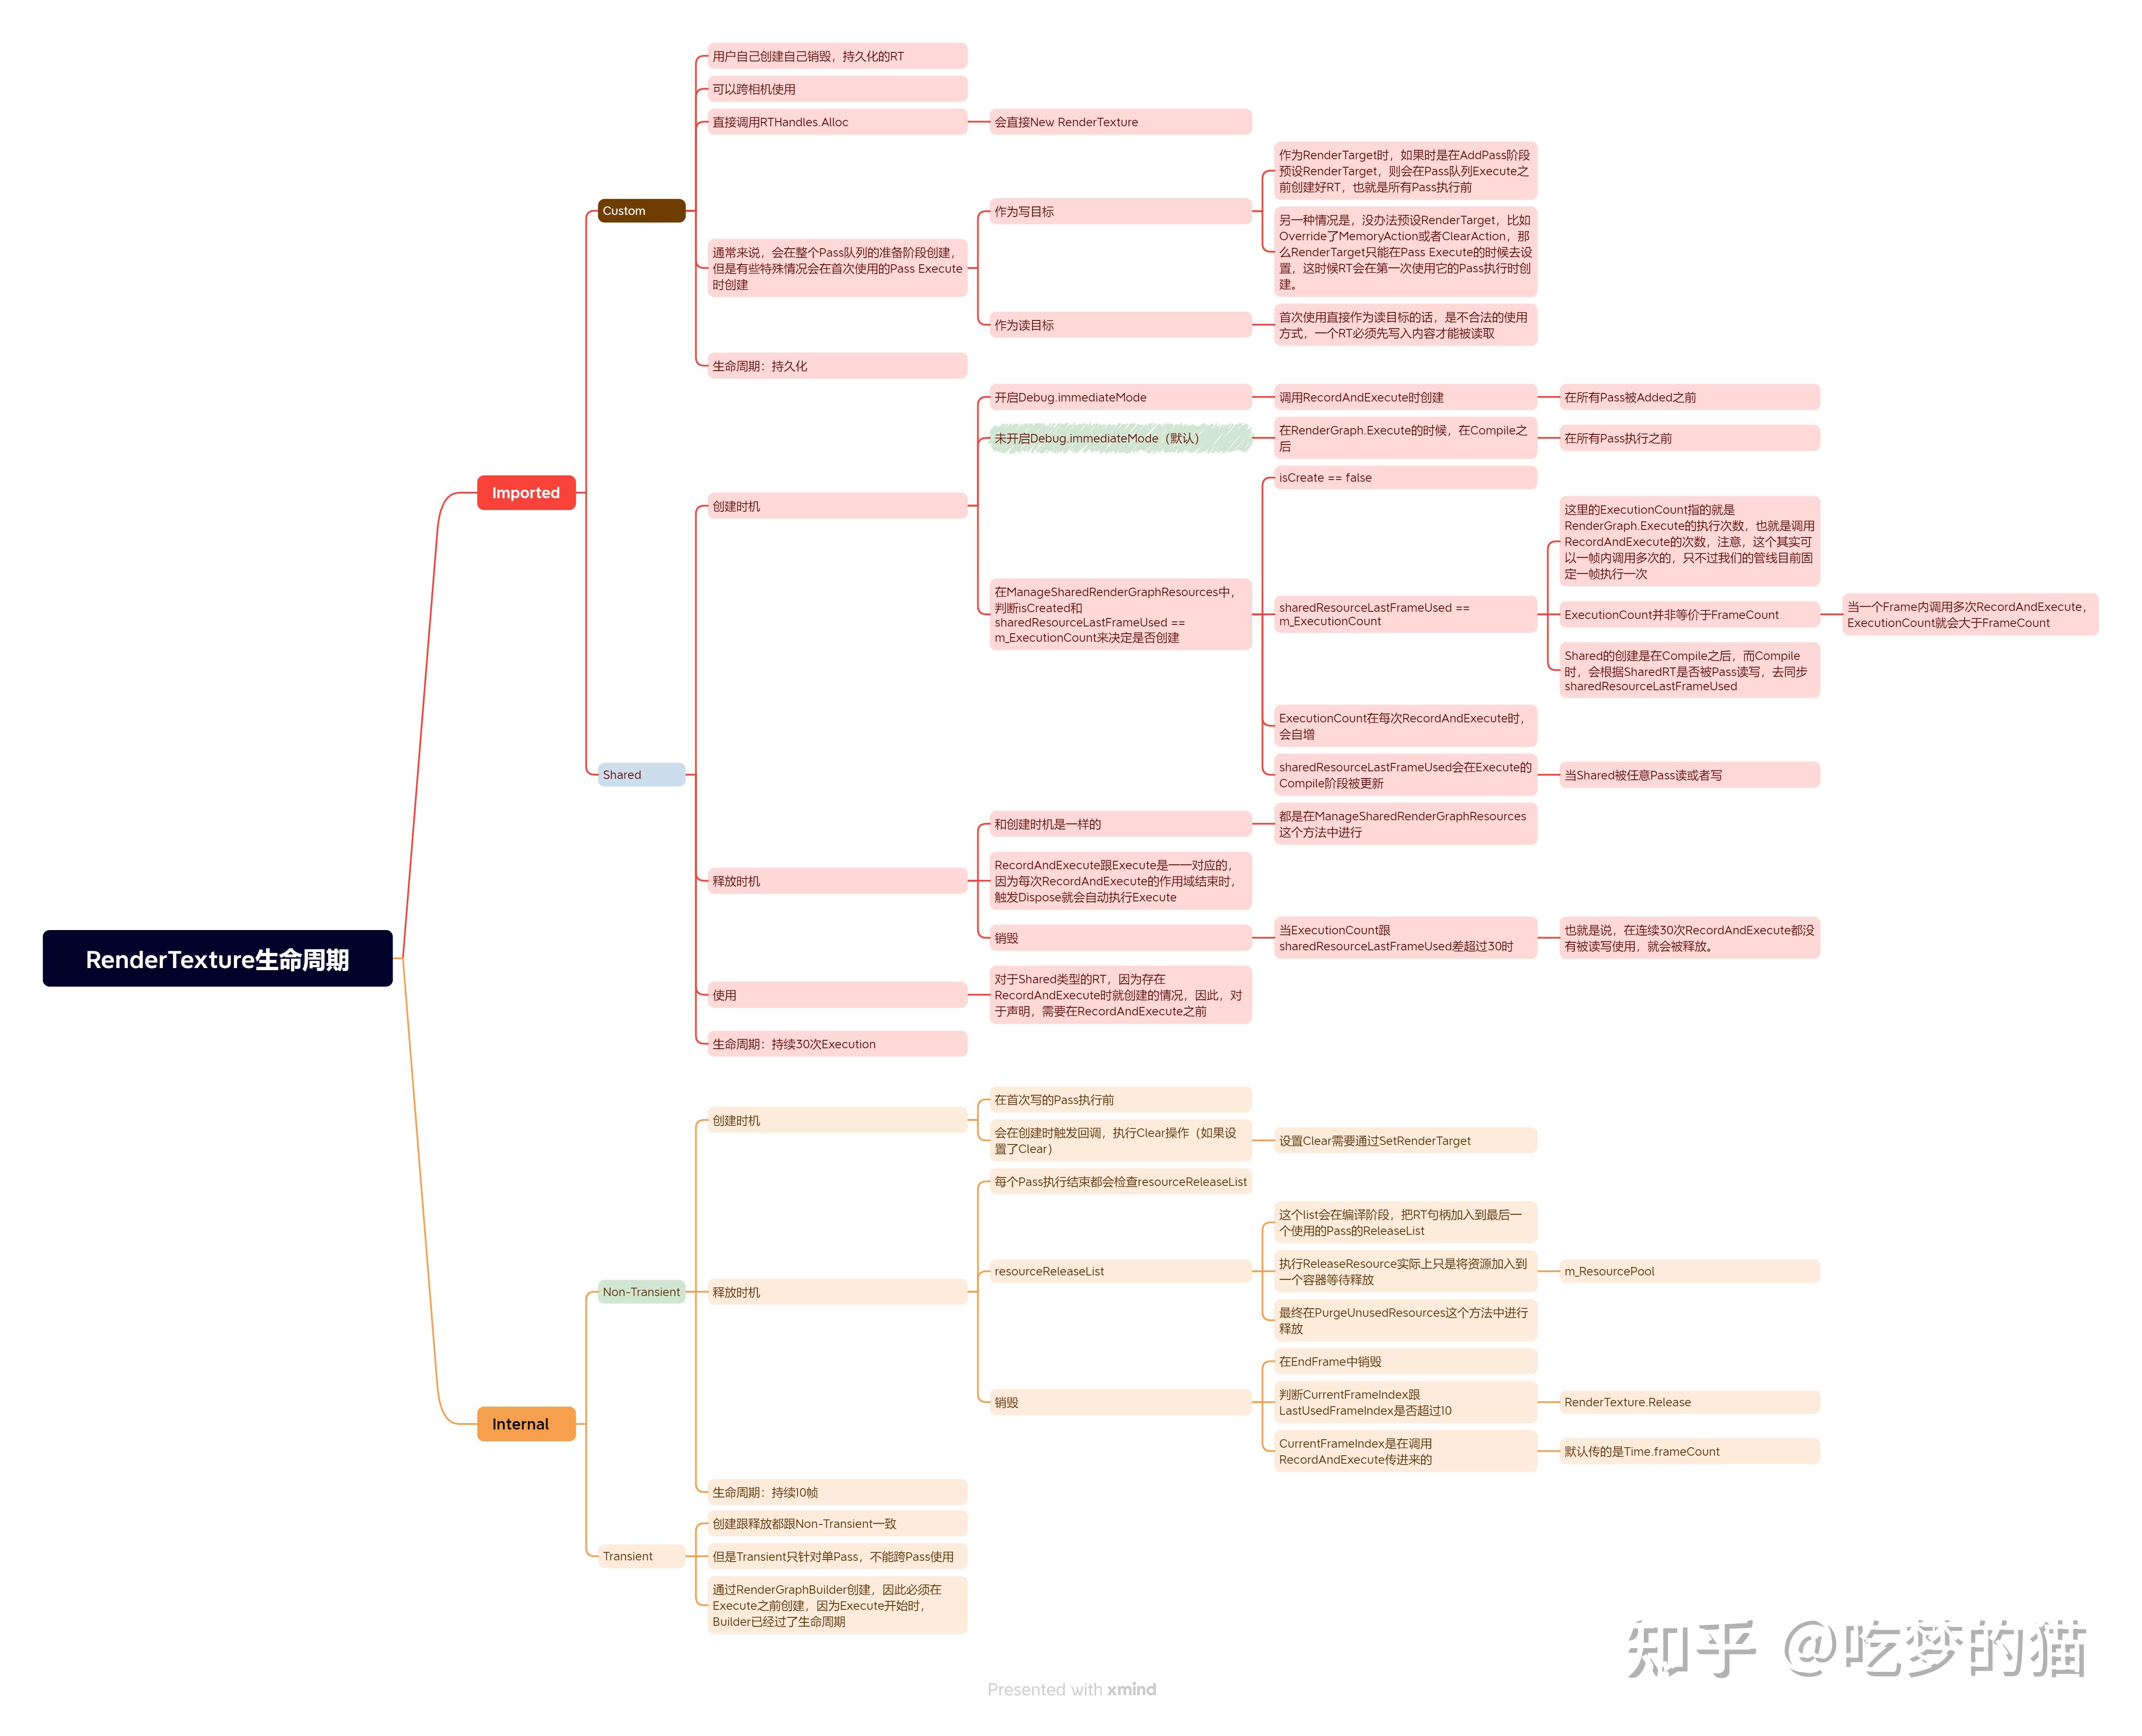 RenderTexture生命周期
Imported
Custom
用户自己创建自己销毁，持久化的RT
可以跨相机使用
直接调用RTHandles.Alloc
会直接New RenderTexture
通常来说，会在整个Pass队列的准备阶段创建，
但是有些特殊情况会在首次使用的Pass Execute
时创建
作为写目标
作为RenderTarget时，如果时是在AddPass阶段
预设RenderTarget，则会在Pass队列Execute之
前创建好RT，也就是所有Pass执行前
另一种情况是，没办法预设RenderTarget，比如
Override了MemoryAction或者ClearAction，那
么RenderTarget只能在Pass Execute的时候去设
置，这时候RT会在第一次使用它的Pass执行时创
建。
作为读目标
首次使用直接作为读目标的话，是不合法的使用
方式，一个RT必须先写入内容才能被读取
生命周期：持久化
Shared
创建时机
开启Debug.immediateMode
调用RecordAndExecute时创建
在所有Pass被Added之前
未开启Debug.immediateMode（默认）
在RenderGraph.Execute的时候，在Compile之
后
在所有Pass执行之前
在ManageSharedRenderGraphResources中，
判断isCreated和
sharedResourceLastFrameUsed ==
m_ExecutionCount来决定是否创建
isCreate == false
sharedResourceLastFrameUsed ==
m_ExecutionCount
这里的ExecutionCount指的就是
RenderGraph.Execute的执行次数，也就是调用
RecordAndExecute的次数，注意，这个其实可
以一帧内调用多次的，只不过我们的管线目前固
定一帧执行一次
ExecutionCount并非等价于FrameCount
当一个Frame内调用多次RecordAndExecute，
ExecutionCount就会大于FrameCount
Shared的创建是在Compile之后，而Compile
时，会根据SharedRT是否被Pass读写，去同步
sharedResourceLastFrameUsed
ExecutionCount在每次RecordAndExecute时，
会自增
sharedResourceLastFrameUsed会在Execute的
Compile阶段被更新
当Shared被任意Pass读或者写
释放时机
和创建时机是一样的
都是在ManageSharedRenderGraphResources
这个方法中进行
RecordAndExecute跟Execute是一一对应的，
因为每次RecordAndExecute的作用域结束时，
触发Dispose就会自动执行Execute
销毁
当ExecutionCount跟
sharedResourceLastFrameUsed差超过30时
也就是说，在连续30次RecordAndExecute都没
有被读写使用，就会被释放。
使用
对于Shared类型的RT，因为存在
RecordAndExecute时就创建的情况，因此，对
于声明，需要在RecordAndExecute之前
生命周期：持续30次Execution
Internal
Non-Transient
创建时机
在首次写的Pass执行前
会在创建时触发回调，执行Clear操作（如果设
置了Clear）
设置Clear需要通过SetRenderTarget
释放时机
每个Pass执行结束都会检查resourceReleaseList
resourceReleaseList
这个list会在编译阶段，把RT句柄加入到最后一
个使用的Pass的ReleaseList
执行ReleaseResource实际上只是将资源加入到
一个容器等待释放
m_ResourcePool
最终在PurgeUnusedResources这个方法中进行
释放
销毁
在EndFrame中销毁
判断CurrentFrameIndex跟
LastUsedFrameIndex是否超过10
RenderTexture.Release
CurrentFrameIndex是在调用
RecordAndExecute传进来的
默认传的是Time.frameCount
生命周期：持续10帧
Transient
创建跟释放都跟Non-Transient一致
但是Transient只针对单Pass，不能跨Pass使用
通过RenderGraphBuilder创建，因此必须在
Execute之前创建，因为Execute开始时，
Builder已经过了生命周期
知乎 @吃梦的猫
Presented with xmind